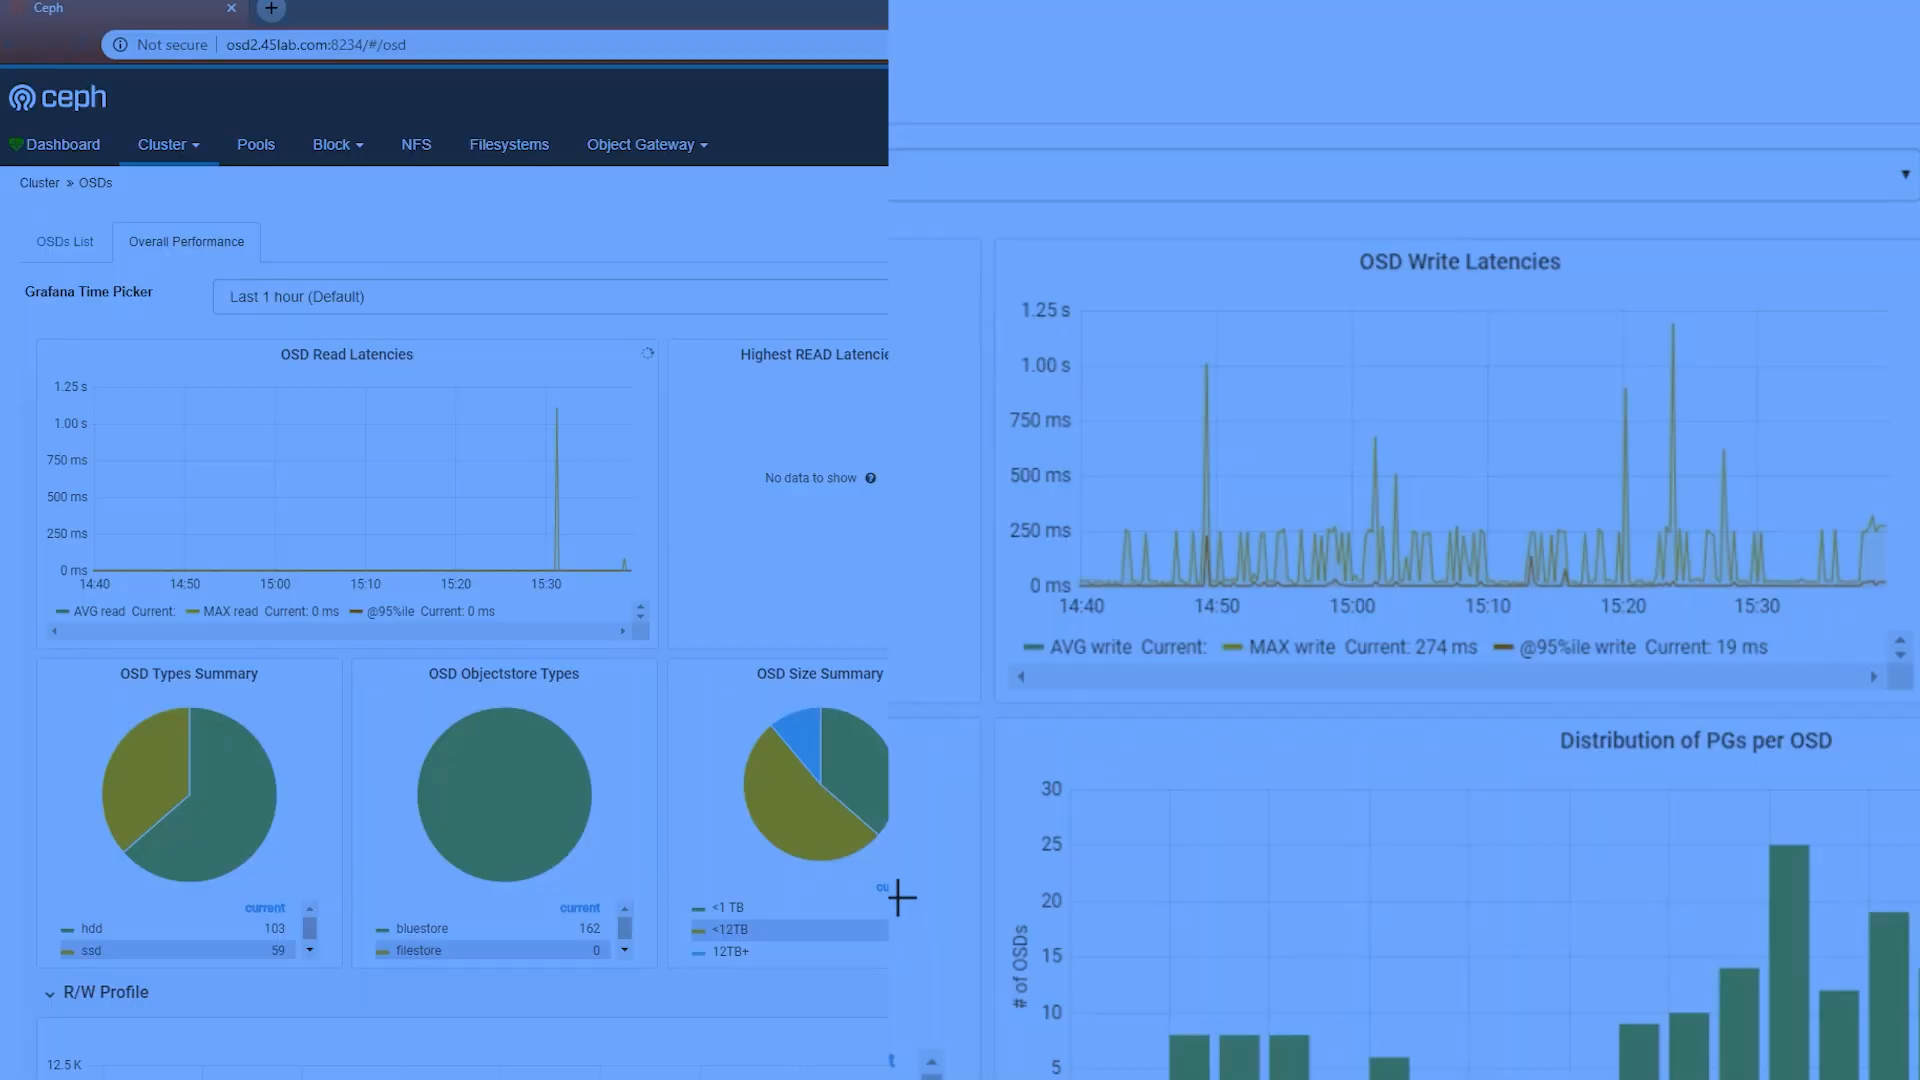 Ceph
Not secure
osd2.45lab.com:8234/#/osd
ceph
Dashboard
Cluster
Pools
Block
NFS
Filesystems
Object Gateway
Cluster » OSDs
OSDs List
Overall Performance
Grafana Time Picker
Last 1 hour (Default)
OSD Read Latencies
1.25 s
1.00 s
750 ms
500 ms
250 ms
0 ms
14:40
14:50
15:00
15:10
15:20
15:30
AVG read Current:
MAX read Current: 0 ms
@95%ile Current: 0 ms
Highest READ Latencie
No data to show
OSD Types Summary
current
hdd 103
ssd 59
OSD Objectstore Types
current
bluestore 162
filestore 0
OSD Size Summary
cu
<1 TB
<12TB
12TB+
R/W Profile
12.5 K
OSD Write Latencies
1.25 s
1.00 s
750 ms
500 ms
250 ms
0 ms
14:40
14:50
15:00
15:10
15:20
15:30
AVG write Current:
MAX write Current: 274 ms
@95%ile write Current: 19 ms
Distribution of PGs per OSD
# of OSDs
30
25
20
15
10
5